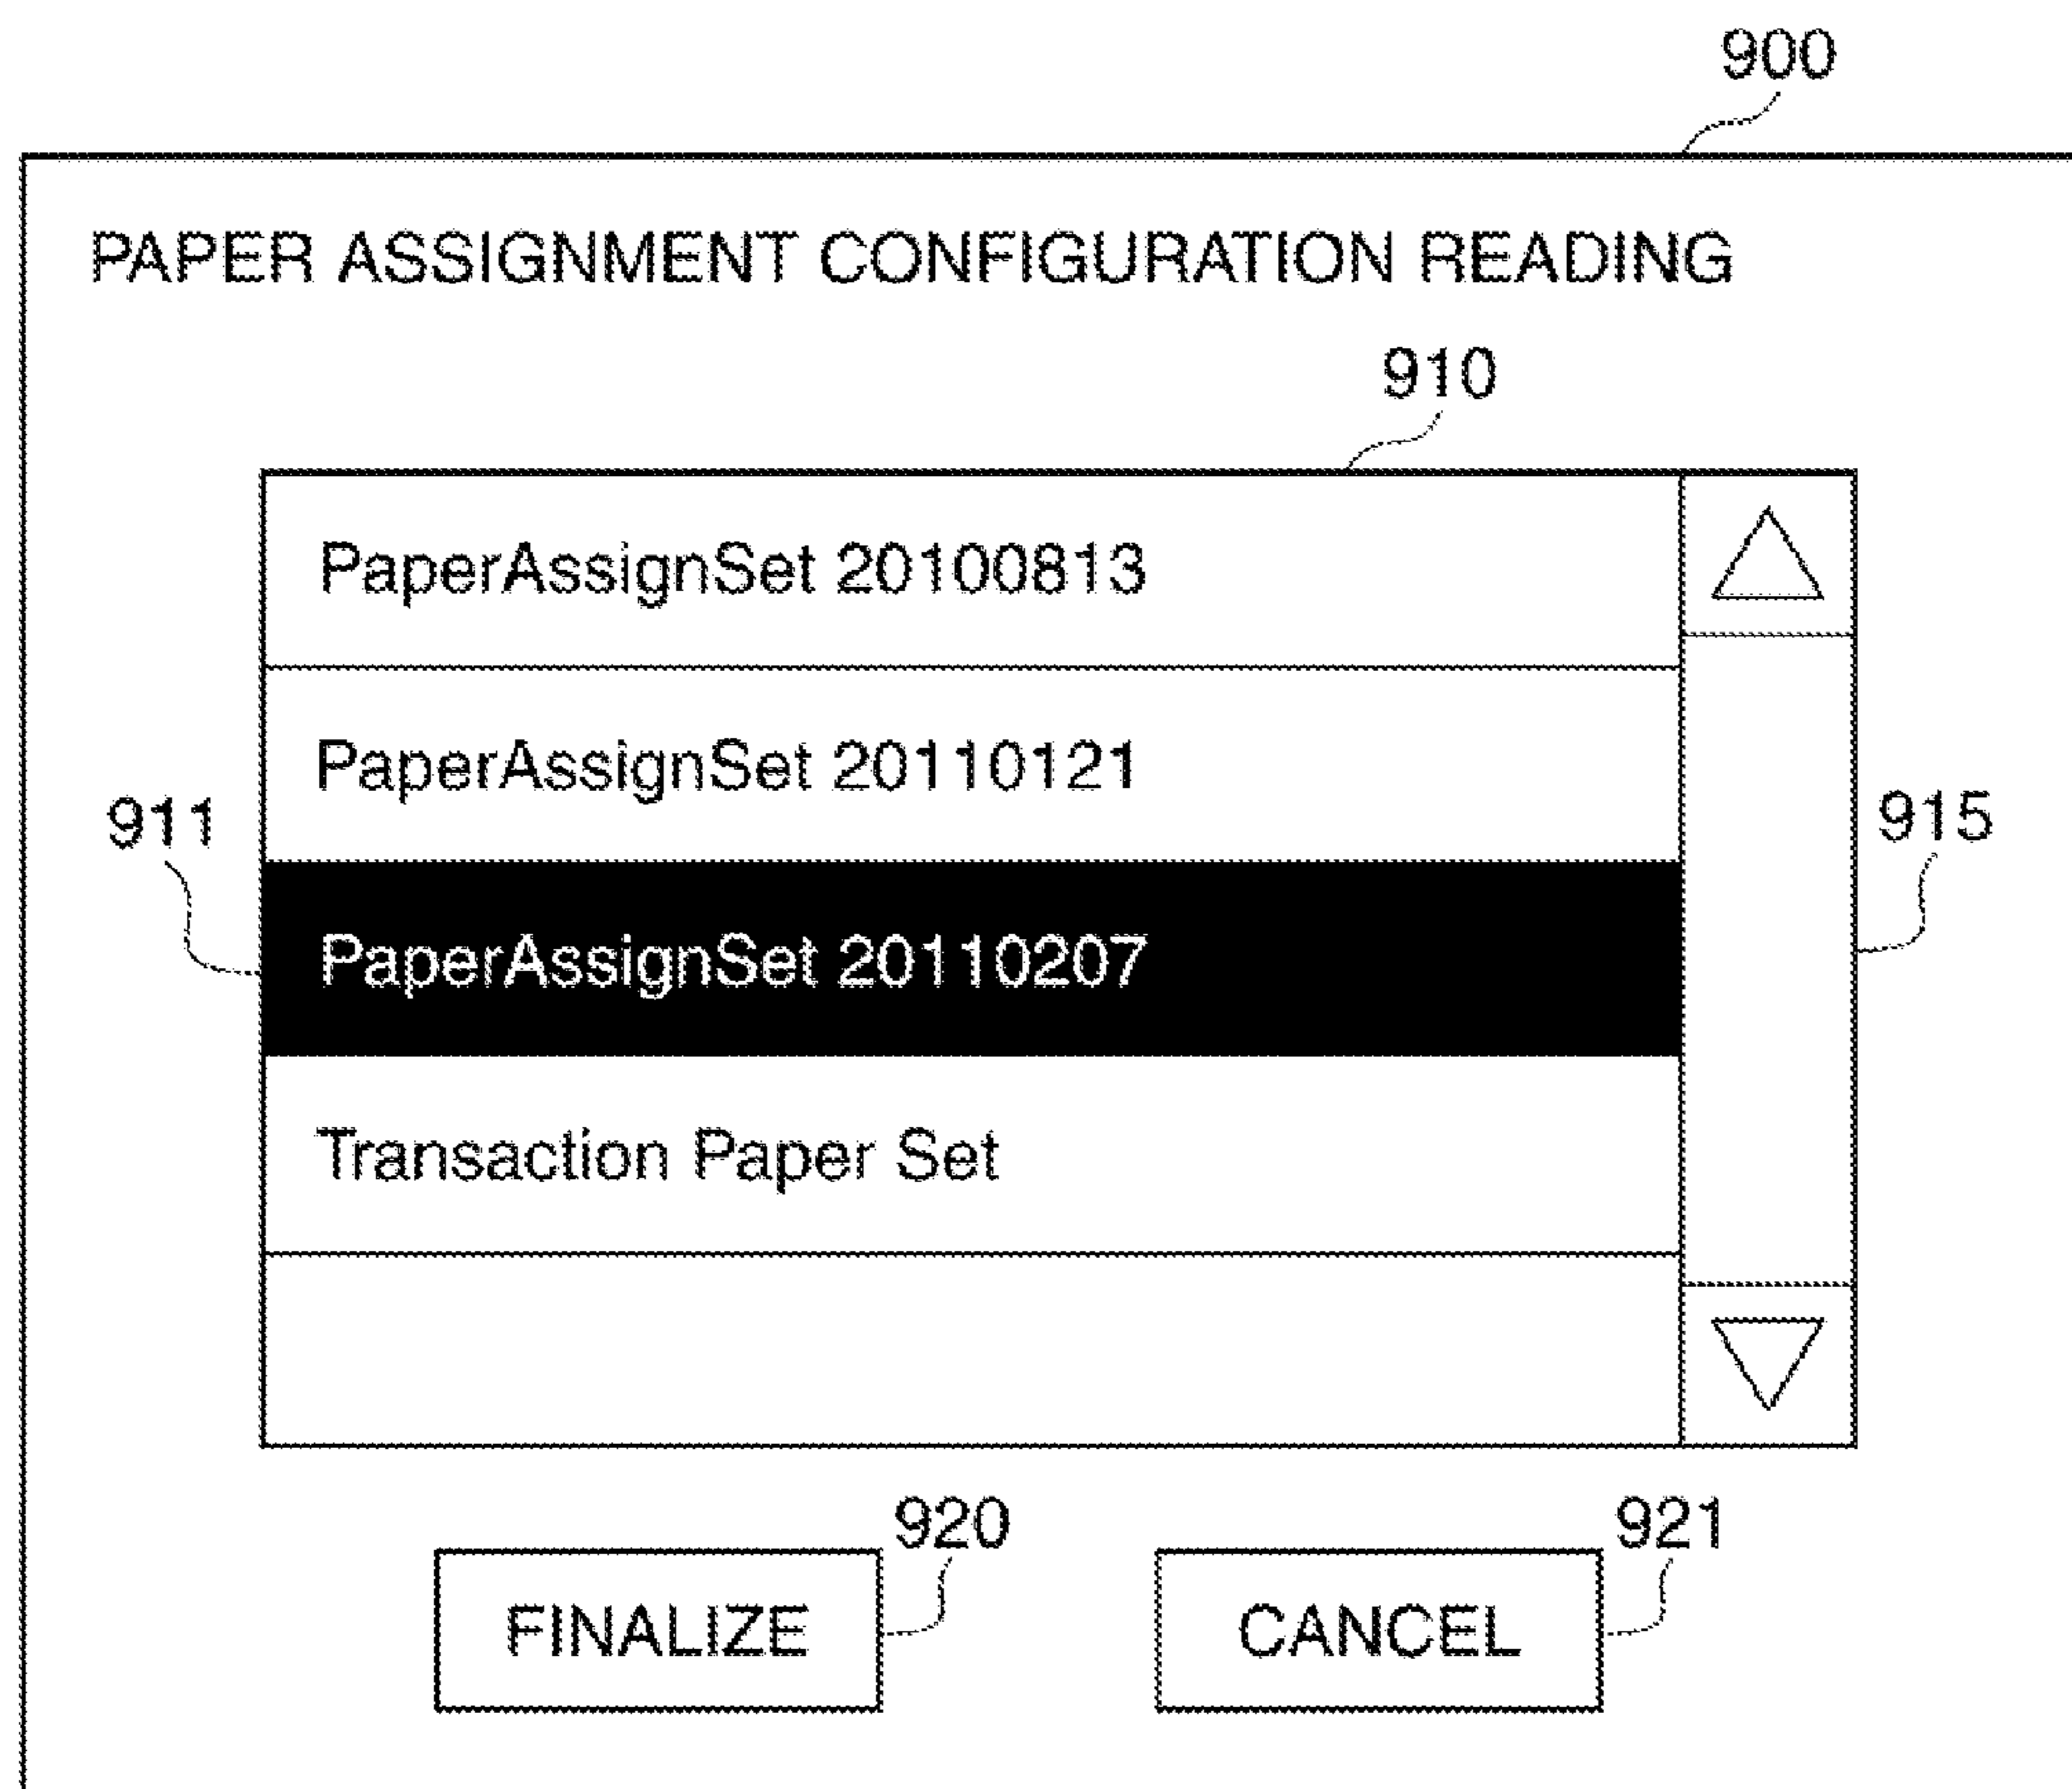 900
PAPER ASSIGNMENT CONFIGURATION READING
910
PaperAssignSet 20100813
PaperAssignSet 20110121
911
915
PaperAssignSet 20110207
Transaction Paper Set
920
921
FINALIZE
CANCEL